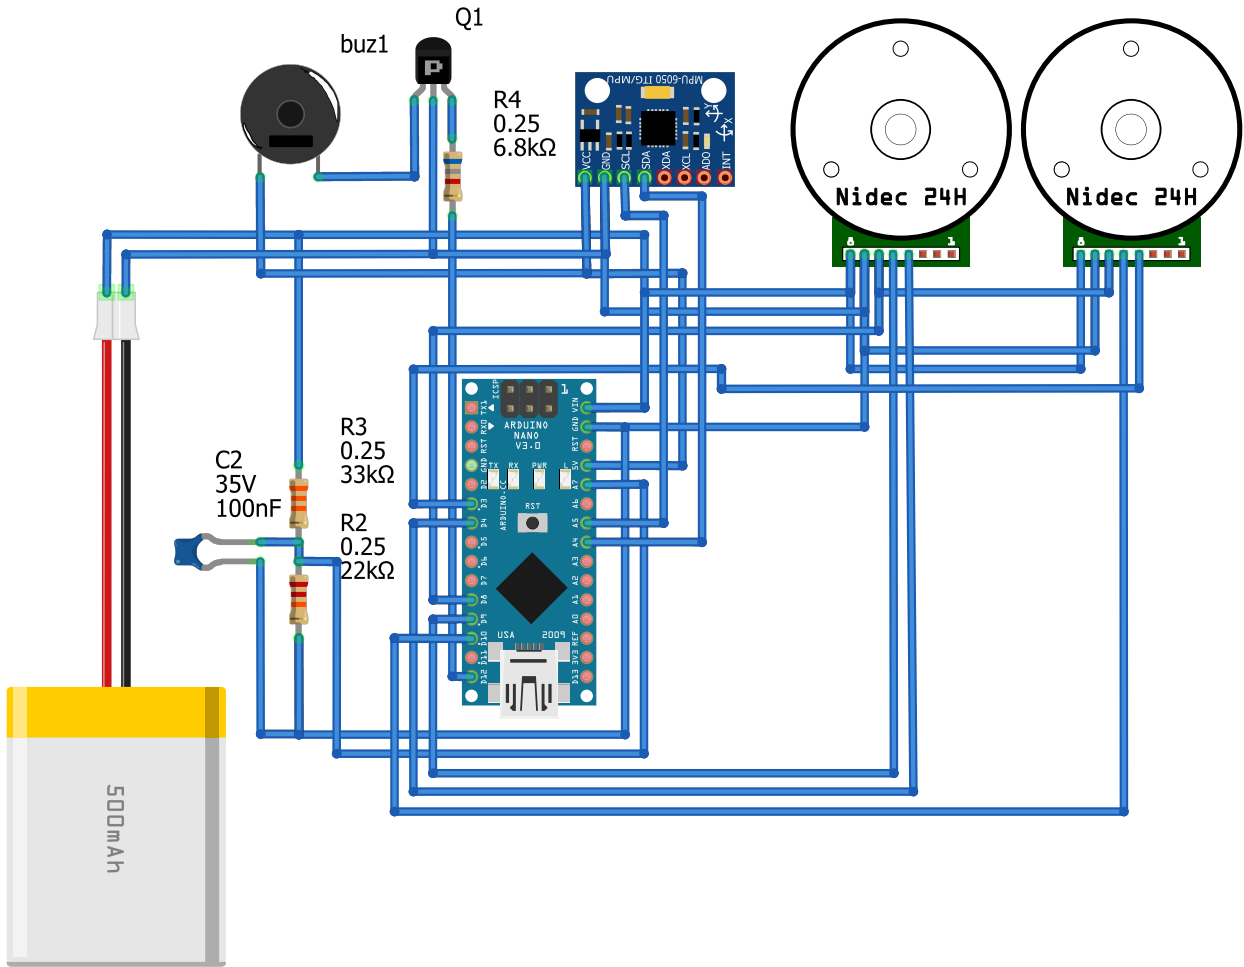 Q1
buz1
R4
0.25
6.8kΩ
P
MPU-6050 ITG/MPU
Y
X
VCC
GND
SCL
SDA
XDA
XCL
ADO
INT
Nidec 24H
8
1
Nidec 24H
8
1
R3
0.25
33kΩ
C2
35V
100nF
R2
0.25
22kΩ
ICSP
1
ARDUINO
NANO
V3.0
TX
RX
PWR
L
RST
ARDUINO.CC
USA
2009
TX1
RX0
RST
GND
D2
D3
D4
D5
D6
D7
D8
D9
D10
D11
D12
VIN
GND
RST
5V
A7
A6
A5
A4
A3
A2
A1
A0
REF
3V3
D13
500mAh